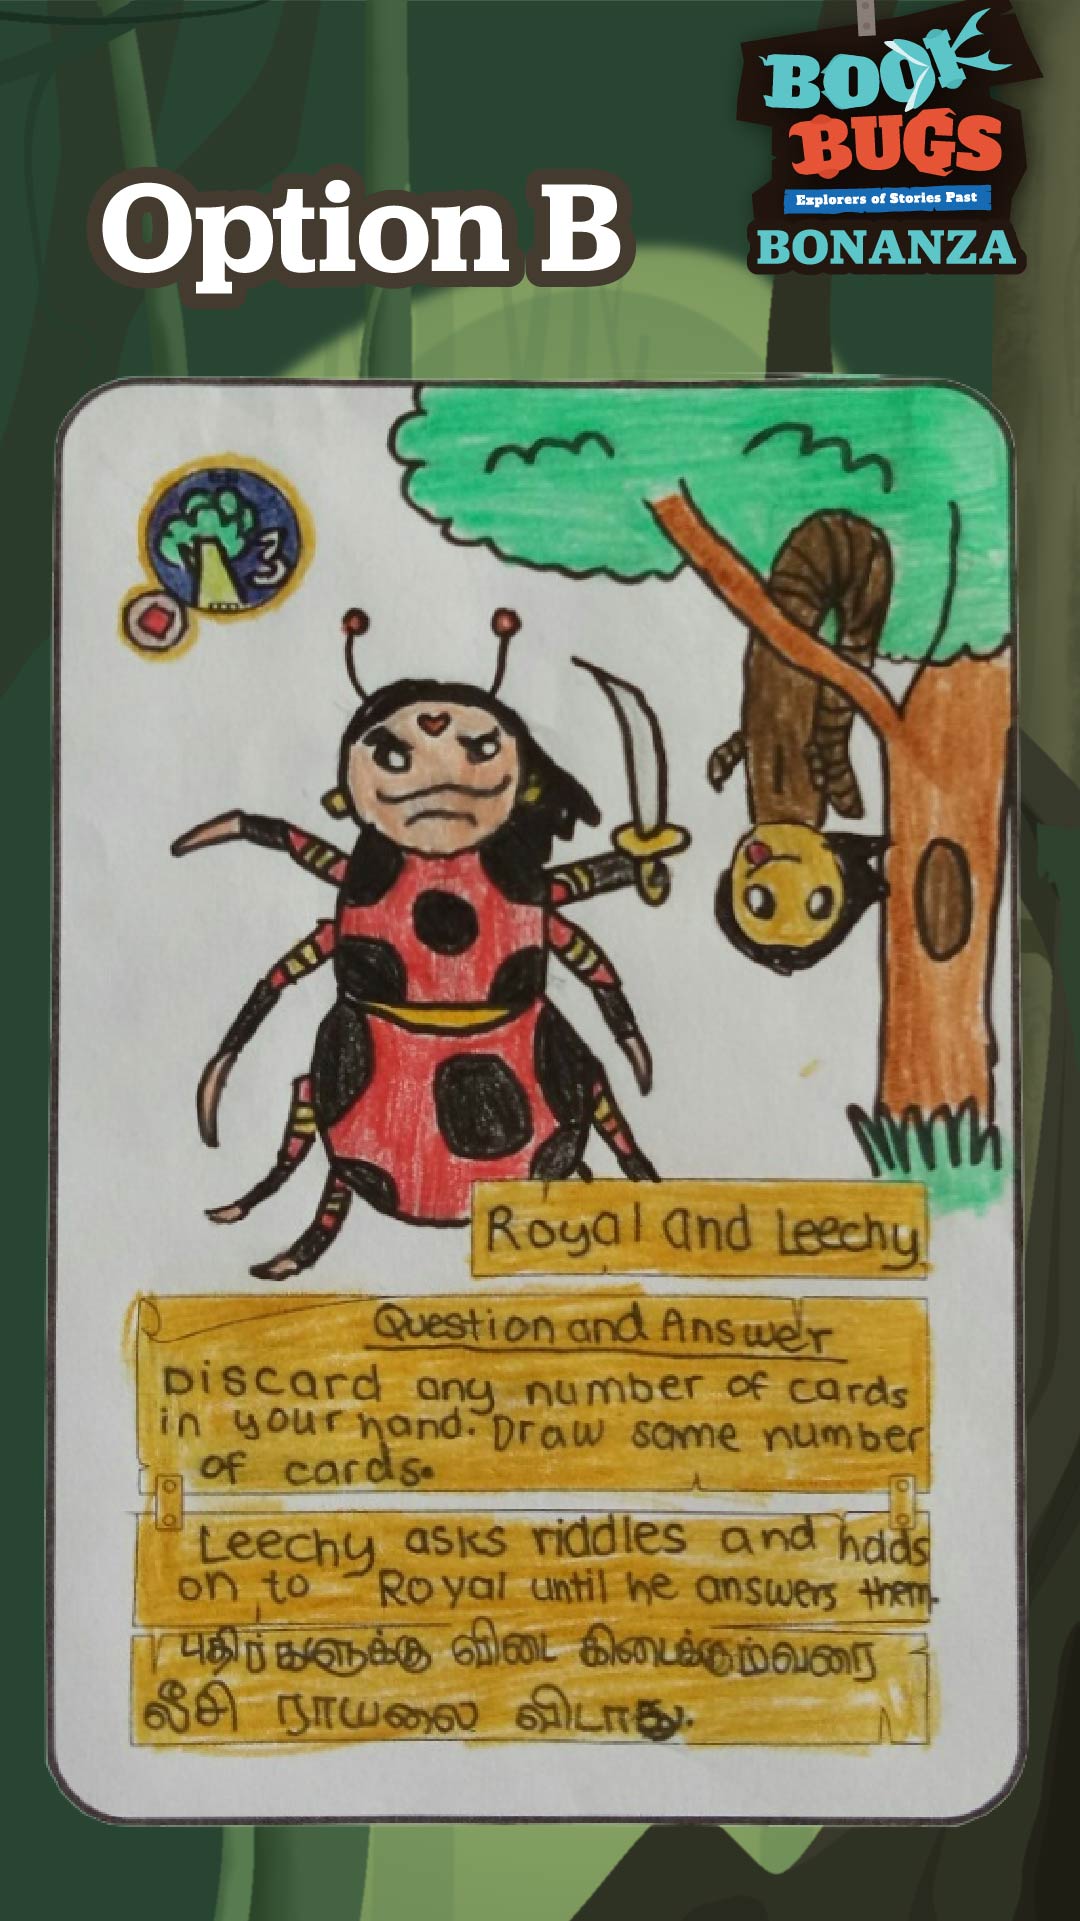 BOOK
BUGS
Explorers of Stories Past
BONANZA
Option B
3
Royal and Leechy
Question and Answer
Discard any number of cards
in your hand. Draw same number
of cards.
Leechy asks riddles and holds
on to Royal until he answers them.
புதிர்களுக்கு விடை கிடைக்கும்வரை
லீசி ராயலை விடாது.